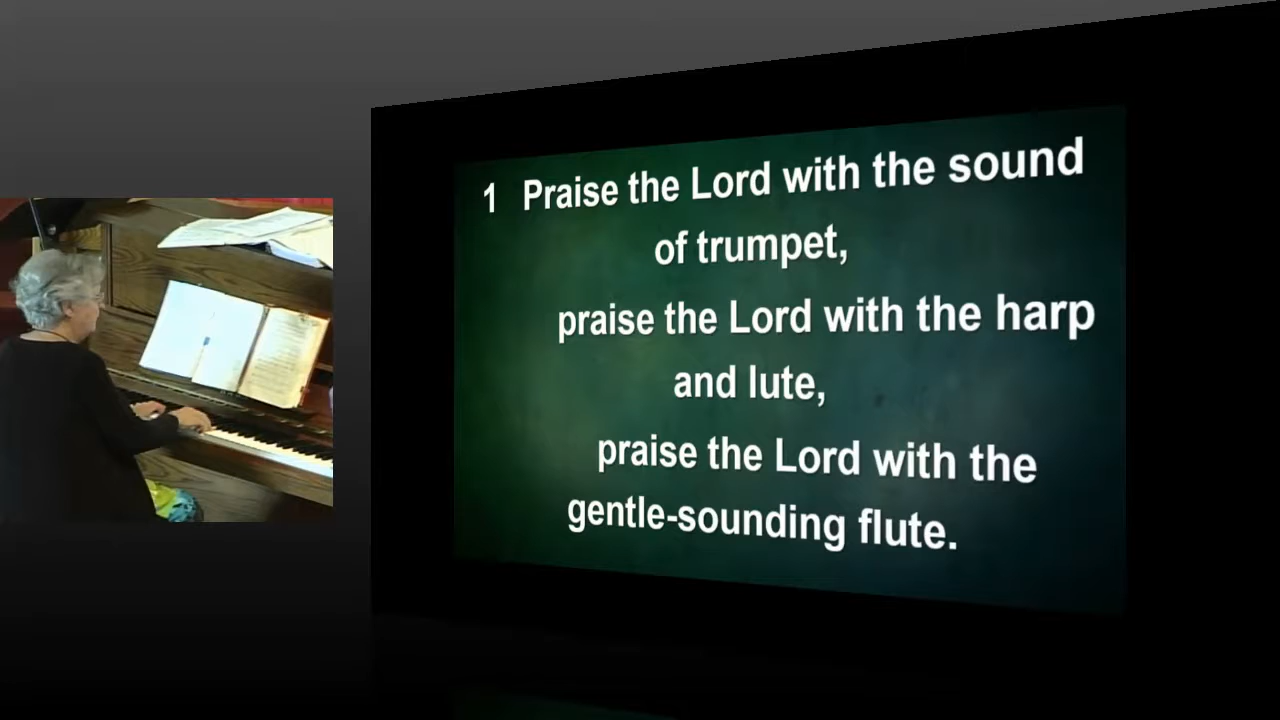 1 Praise the Lord with the sound
of trumpet,
praise the Lord with the harp
and lute,
praise the Lord with the
gentle-sounding flute.